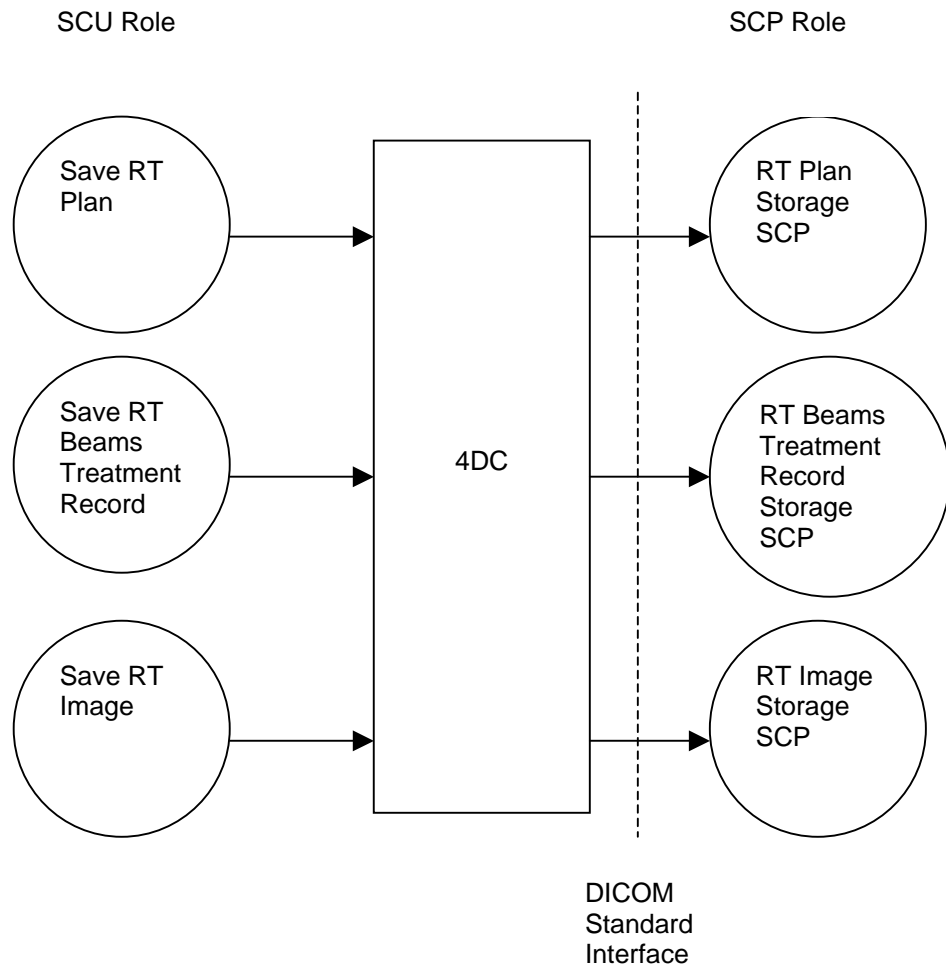 SCU Role
SCP Role
Save RT
Plan
RT Plan
Storage
SCP
Save RT
Beams
Treatment
Record
4DC
RT Beams
Treatment
Record
Storage
SCP
Save RT
Image
RT Image
Storage
SCP
DICOM
Standard
Interface